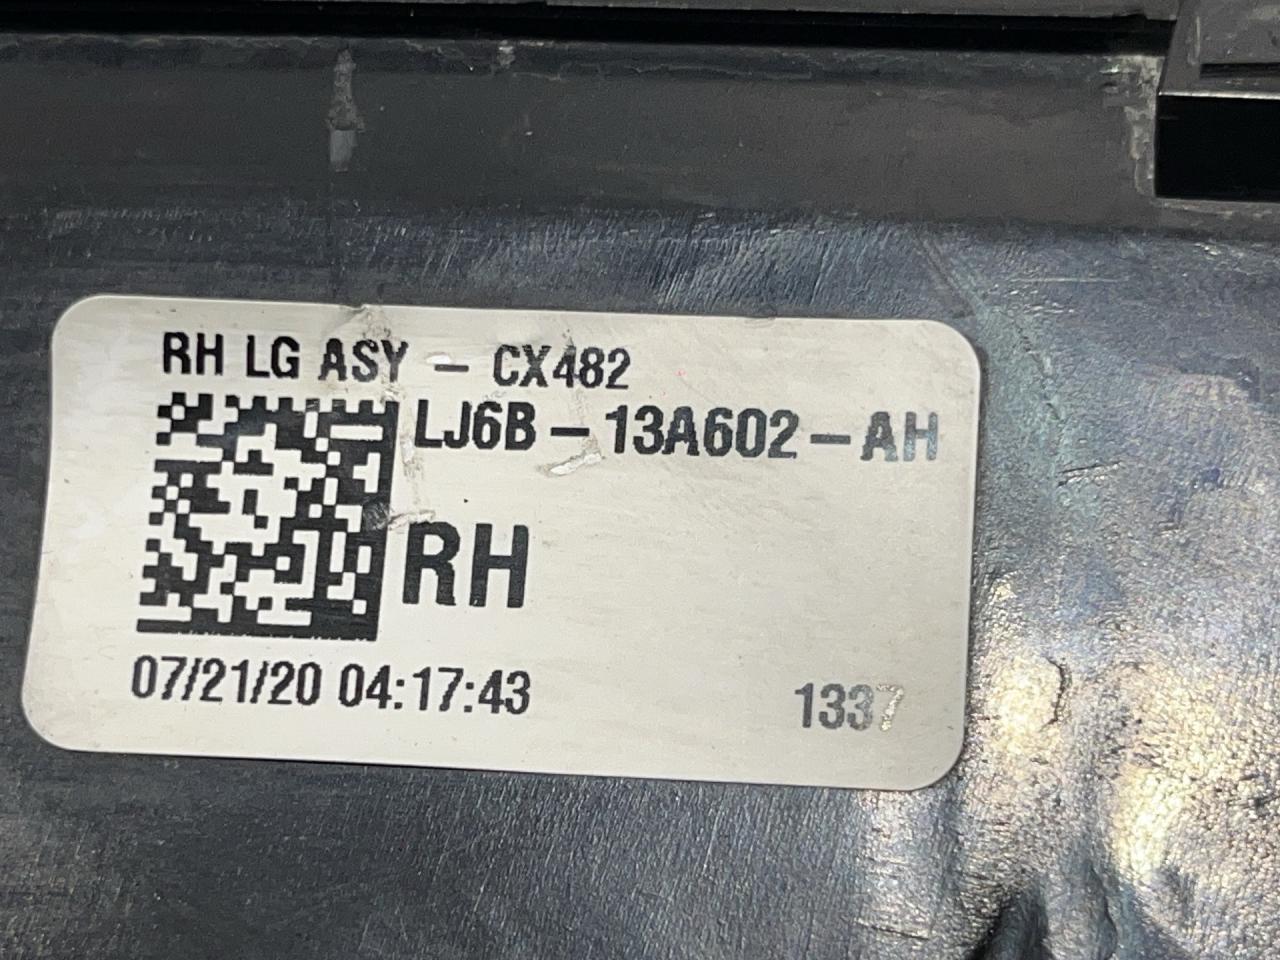 RH LG ASY - CX482
LJ6B-13A602-AH
RH
07/21/20 04:17:43
1337